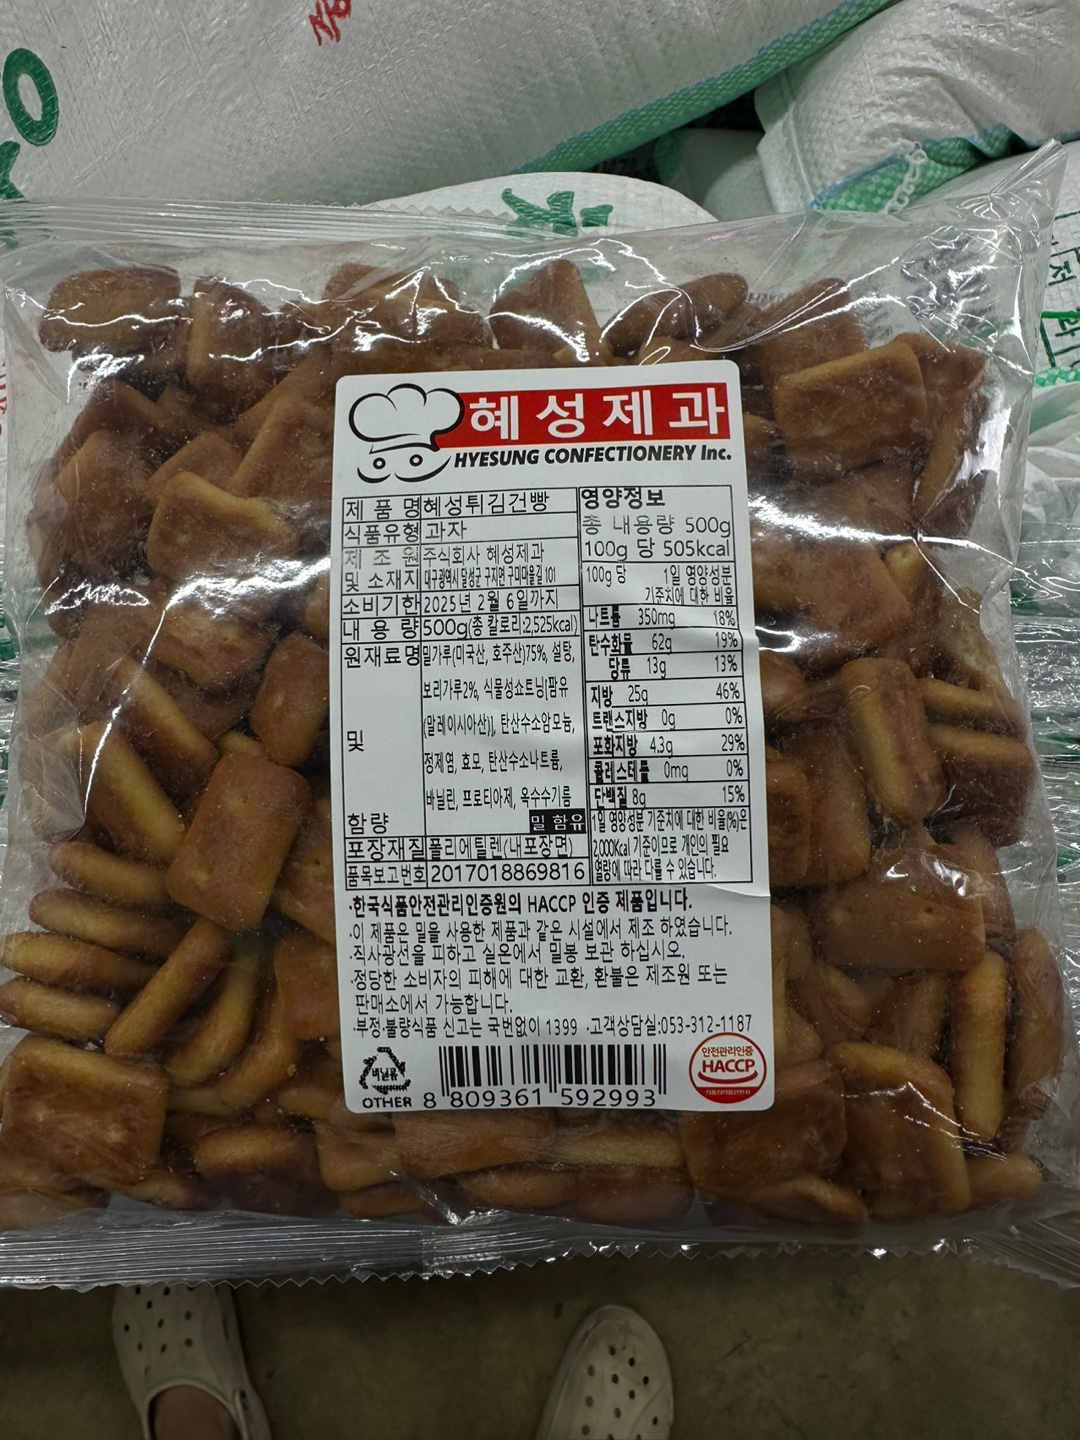 혜성제과
HYESUNG CONFECTIONERY Inc.
제 품 명 혜성튀김건빵
식품유형 과자
제 조 원 주식회사 혜성제과
및 소재지 대구광역시 달성군 구지면 구미마을길 101
소비기한 2025년 2월 6일까지
내 용 량 500g(총 칼로리:2,525kcal)
원재료명 밀가루(미국산, 호주산)75%, 설탕,
보리가루2%, 식물성쇼트닝[팜유
및 (말레이시아산)], 탄산수소암모늄,
정제염, 효모, 탄산수소나트륨,
함량 바닐린, 프로티아제, 옥수수기름
밀 함유
포장재질 폴리에틸렌(내포장면)
품목보고번호 2017018869816
영양정보
총 내용량 500g
100g 당 505kcal
100g 당 1일 영양성분
기준치에 대한 비율
나트륨 350mg 18%
탄수화물 62g 19%
당류 13g 13%
지방 25g 46%
트랜스지방 0g 0%
포화지방 4.3g 29%
콜레스테롤 0mg 0%
단백질 8g 15%
1일 영양성분 기준치에 대한 비율(%)은
2,000kcal 기준이므로 개인의 필요
열량에 따라 다를 수 있습니다.
·한국식품안전관리인증원의 HACCP 인증 제품입니다.
·이 제품은 밀을 사용한 제품과 같은 시설에서 제조 하였습니다.
·직사광선을 피하고 실온에서 밀봉 보관 하십시오.
·정당한 소비자의 피해에 대한 교환, 환불은 제조원 또는
판매소에서 가능합니다.
·부정·불량식품 신고는 국번없이 1399 ·고객상담실:053-312-1187
비닐류
OTHER
8 809361 592993
안전관리인증
HACCP